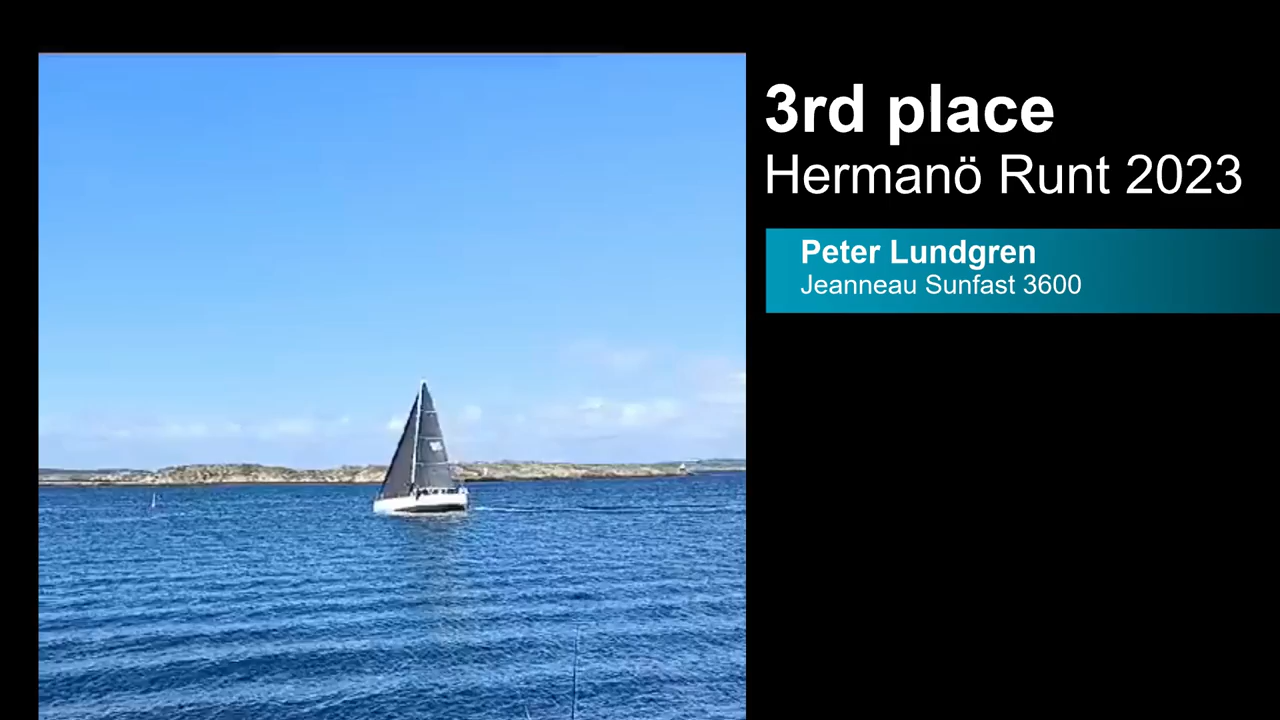 3rd place
Hermanö Runt 2023
Peter Lundgren
Jeanneau Sunfast 3600